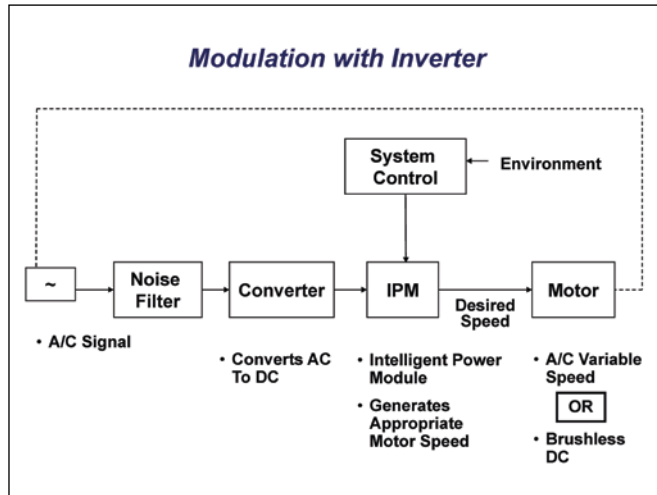 Modulation with Inverter
System
Control
Environment
~
Noise
Filter
Converter
IPM
Desired
Speed
Motor
• A/C Signal
• Converts AC
To DC
• Intelligent Power
Module
• Generates
Appropriate
Motor Speed
• A/C Variable
Speed
OR
• Brushless
DC